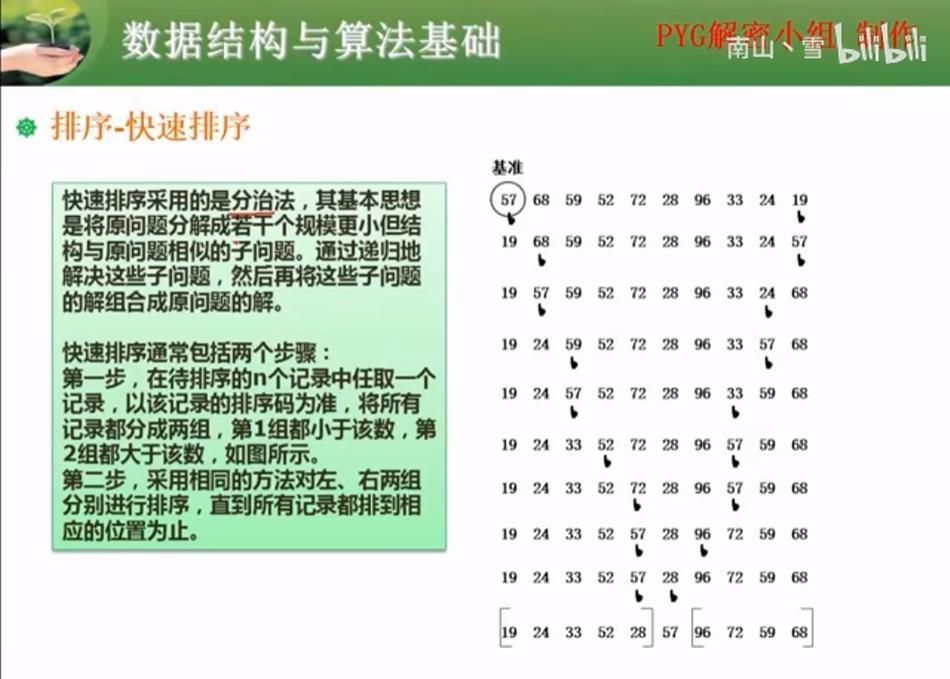 数据结构与算法基础
PYG解密小组 制作
南山丶雪 bilibili
排序-快速排序
快速排序采用的是分治法，其基本思想
是将原问题分解成若干个规模更小但结
构与原问题相似的子问题。通过递归地
解决这些子问题，然后再将这些子问题
的解组合成原问题的解。
快速排序通常包括两个步骤：
第一步，在待排序的n个记录中任取一个
记录，以该记录的排序码为准，将所有
记录都分成两组，第1组都小于该数，第
2组都大于该数，如图所示。
第二步，采用相同的方法对左、右两组
分别进行排序，直到所有记录都排到相
应的位置为止。
基准
57 68 59 52 72 28 96 33 24 19
19 68 59 52 72 28 96 33 24 57
19 57 59 52 72 28 96 33 24 68
19 24 59 52 72 28 96 33 57 68
19 24 57 52 72 28 96 33 59 68
19 24 33 52 72 28 96 57 59 68
19 24 33 52 72 28 96 57 59 68
19 24 33 52 57 28 96 72 59 68
19 24 33 52 57 28 96 72 59 68
[19 24 33 52 28] 57 [96 72 59 68]